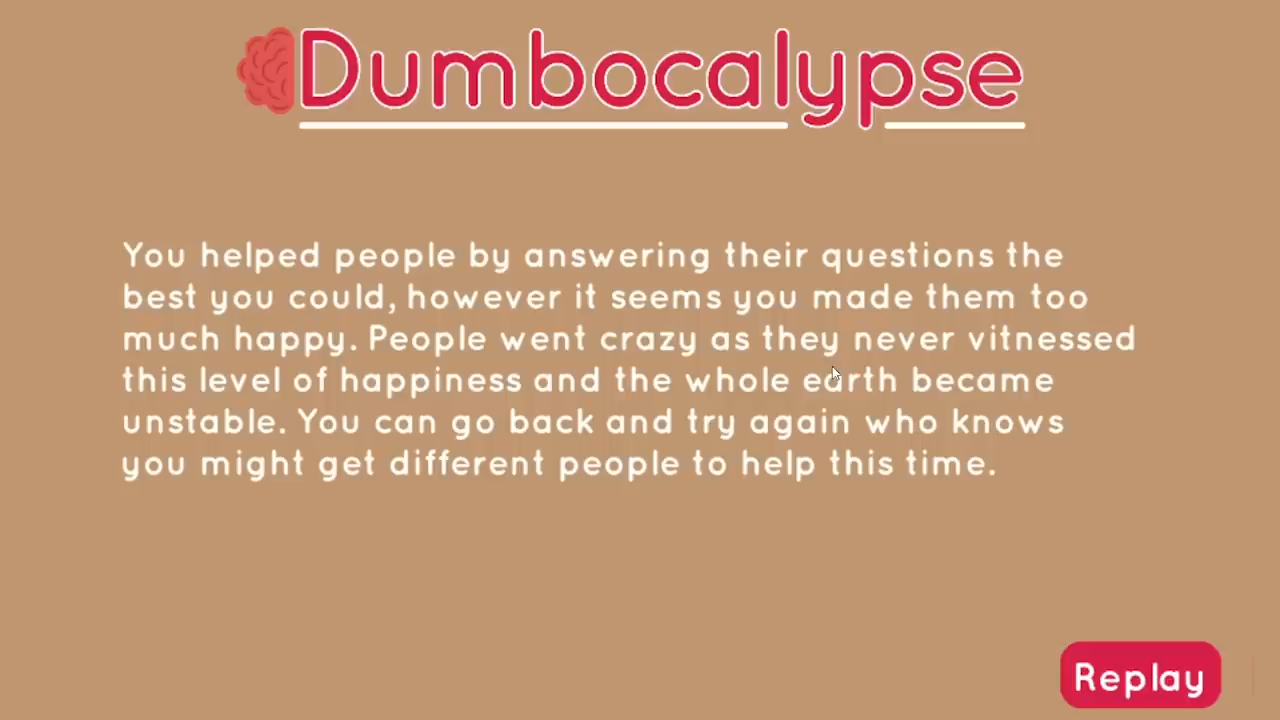 Dumbocalypse
You helped people by answering their questions the
best you could, however it seems you made them too
much happy. People went crazy as they never vitnessed
this level of happiness and the whole earth became
unstable. You can go back and try again who knows
you might get different people to help this time.
Replay